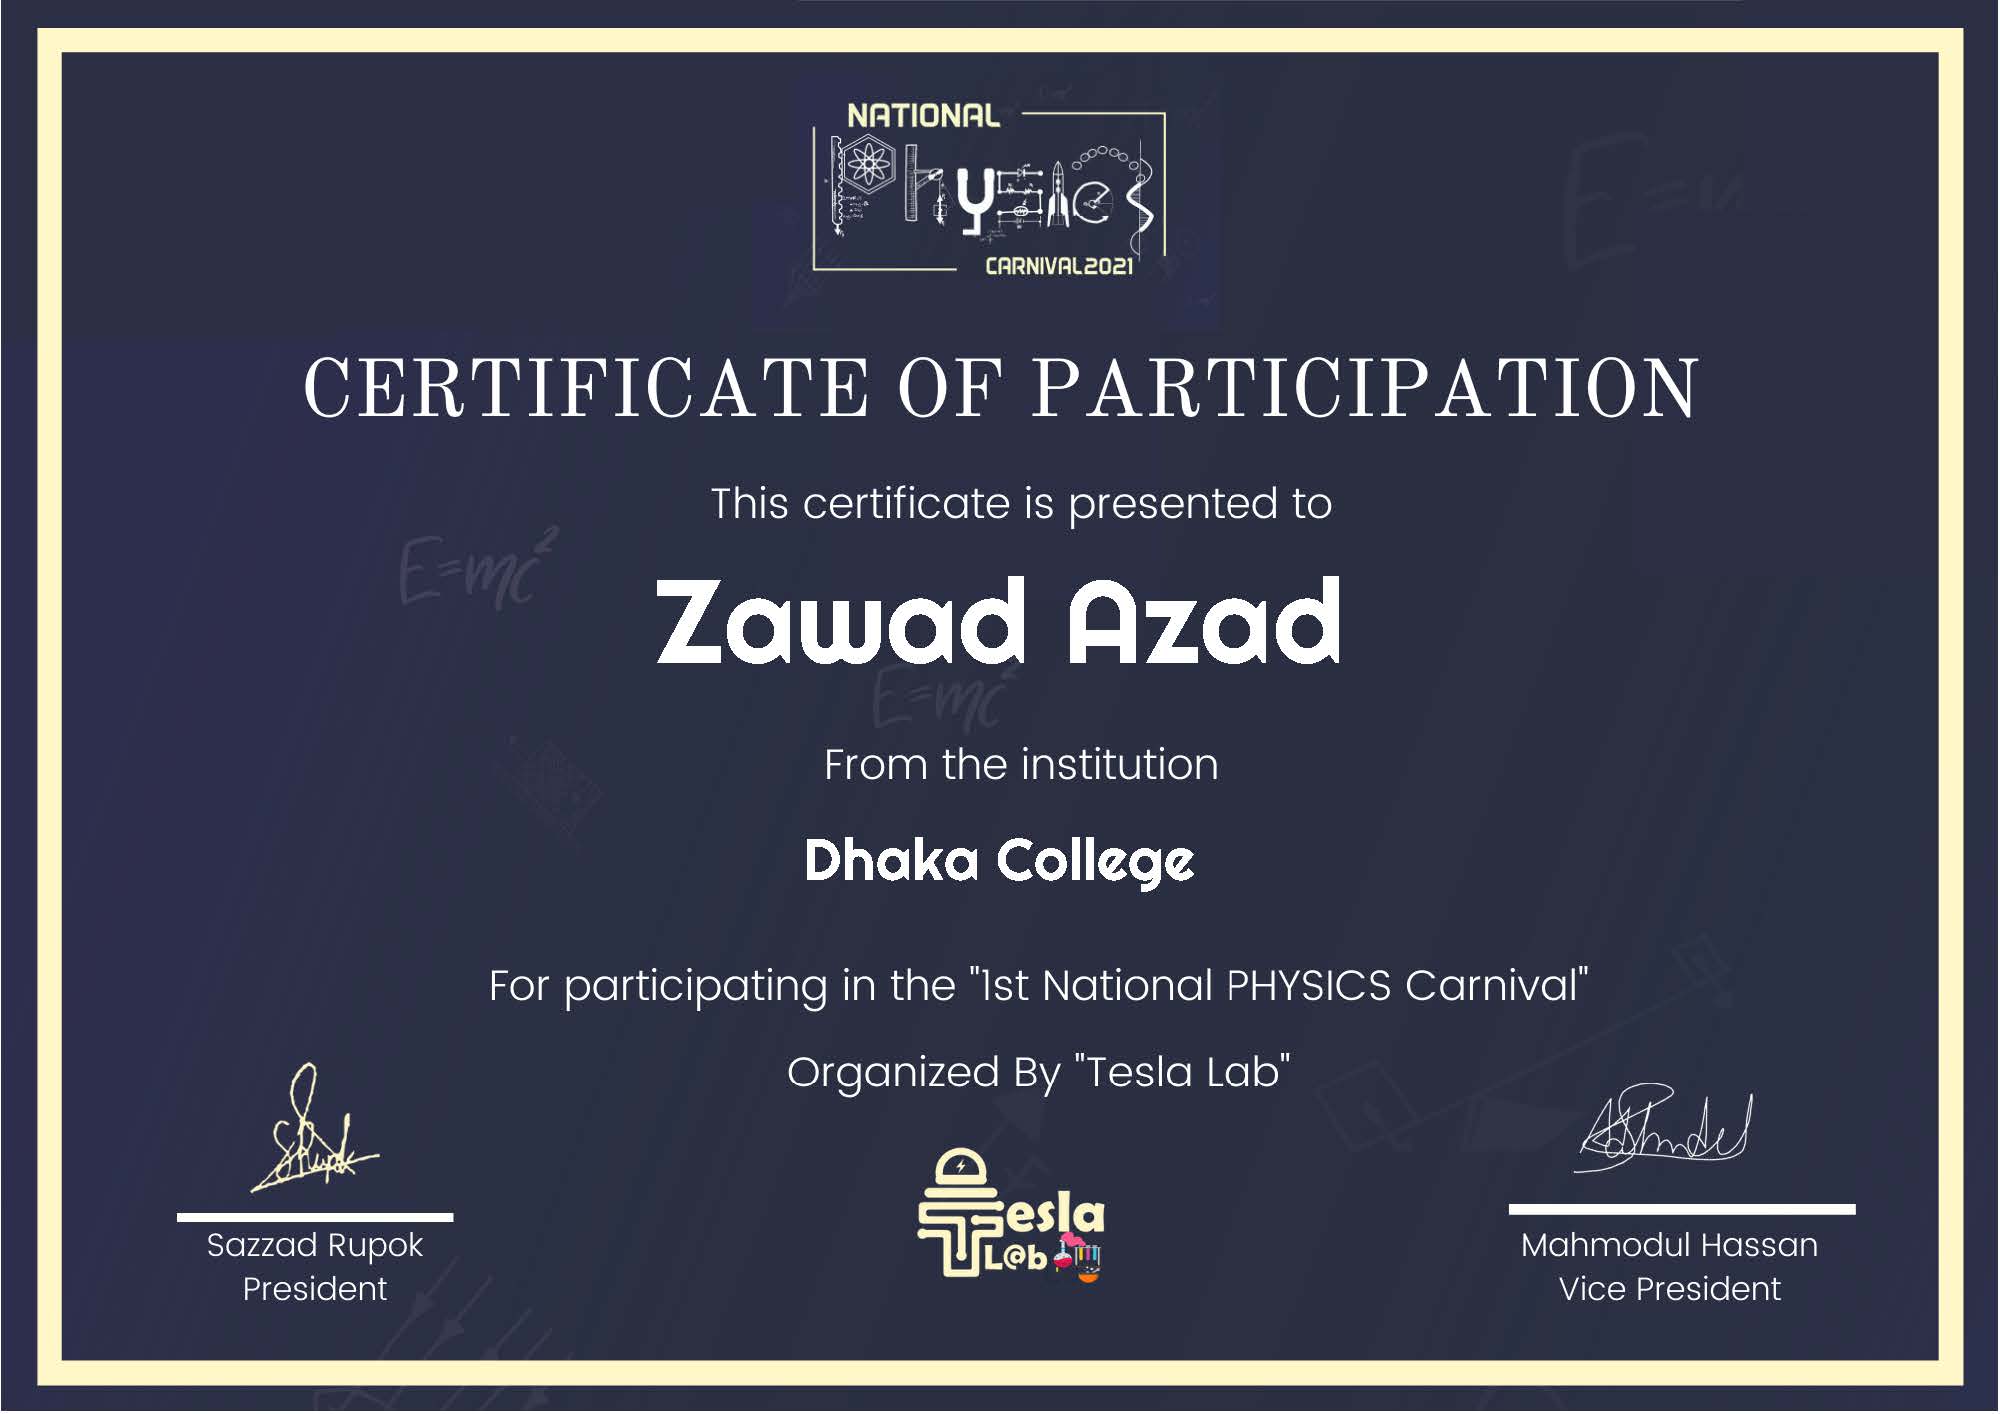 NATIONAL
Physics
CARNIVAL2021
CERTIFICATE OF PARTICIPATION
This certificate is presented to
E=mc²
Zawad Azad
E=mc²
From the institution
Dhaka College
For participating in the "1st National PHYSICS Carnival"
Organized By "Tesla Lab"
Tesla
L@b
Sazzad Rupok
President
Mahmodul Hassan
Vice President